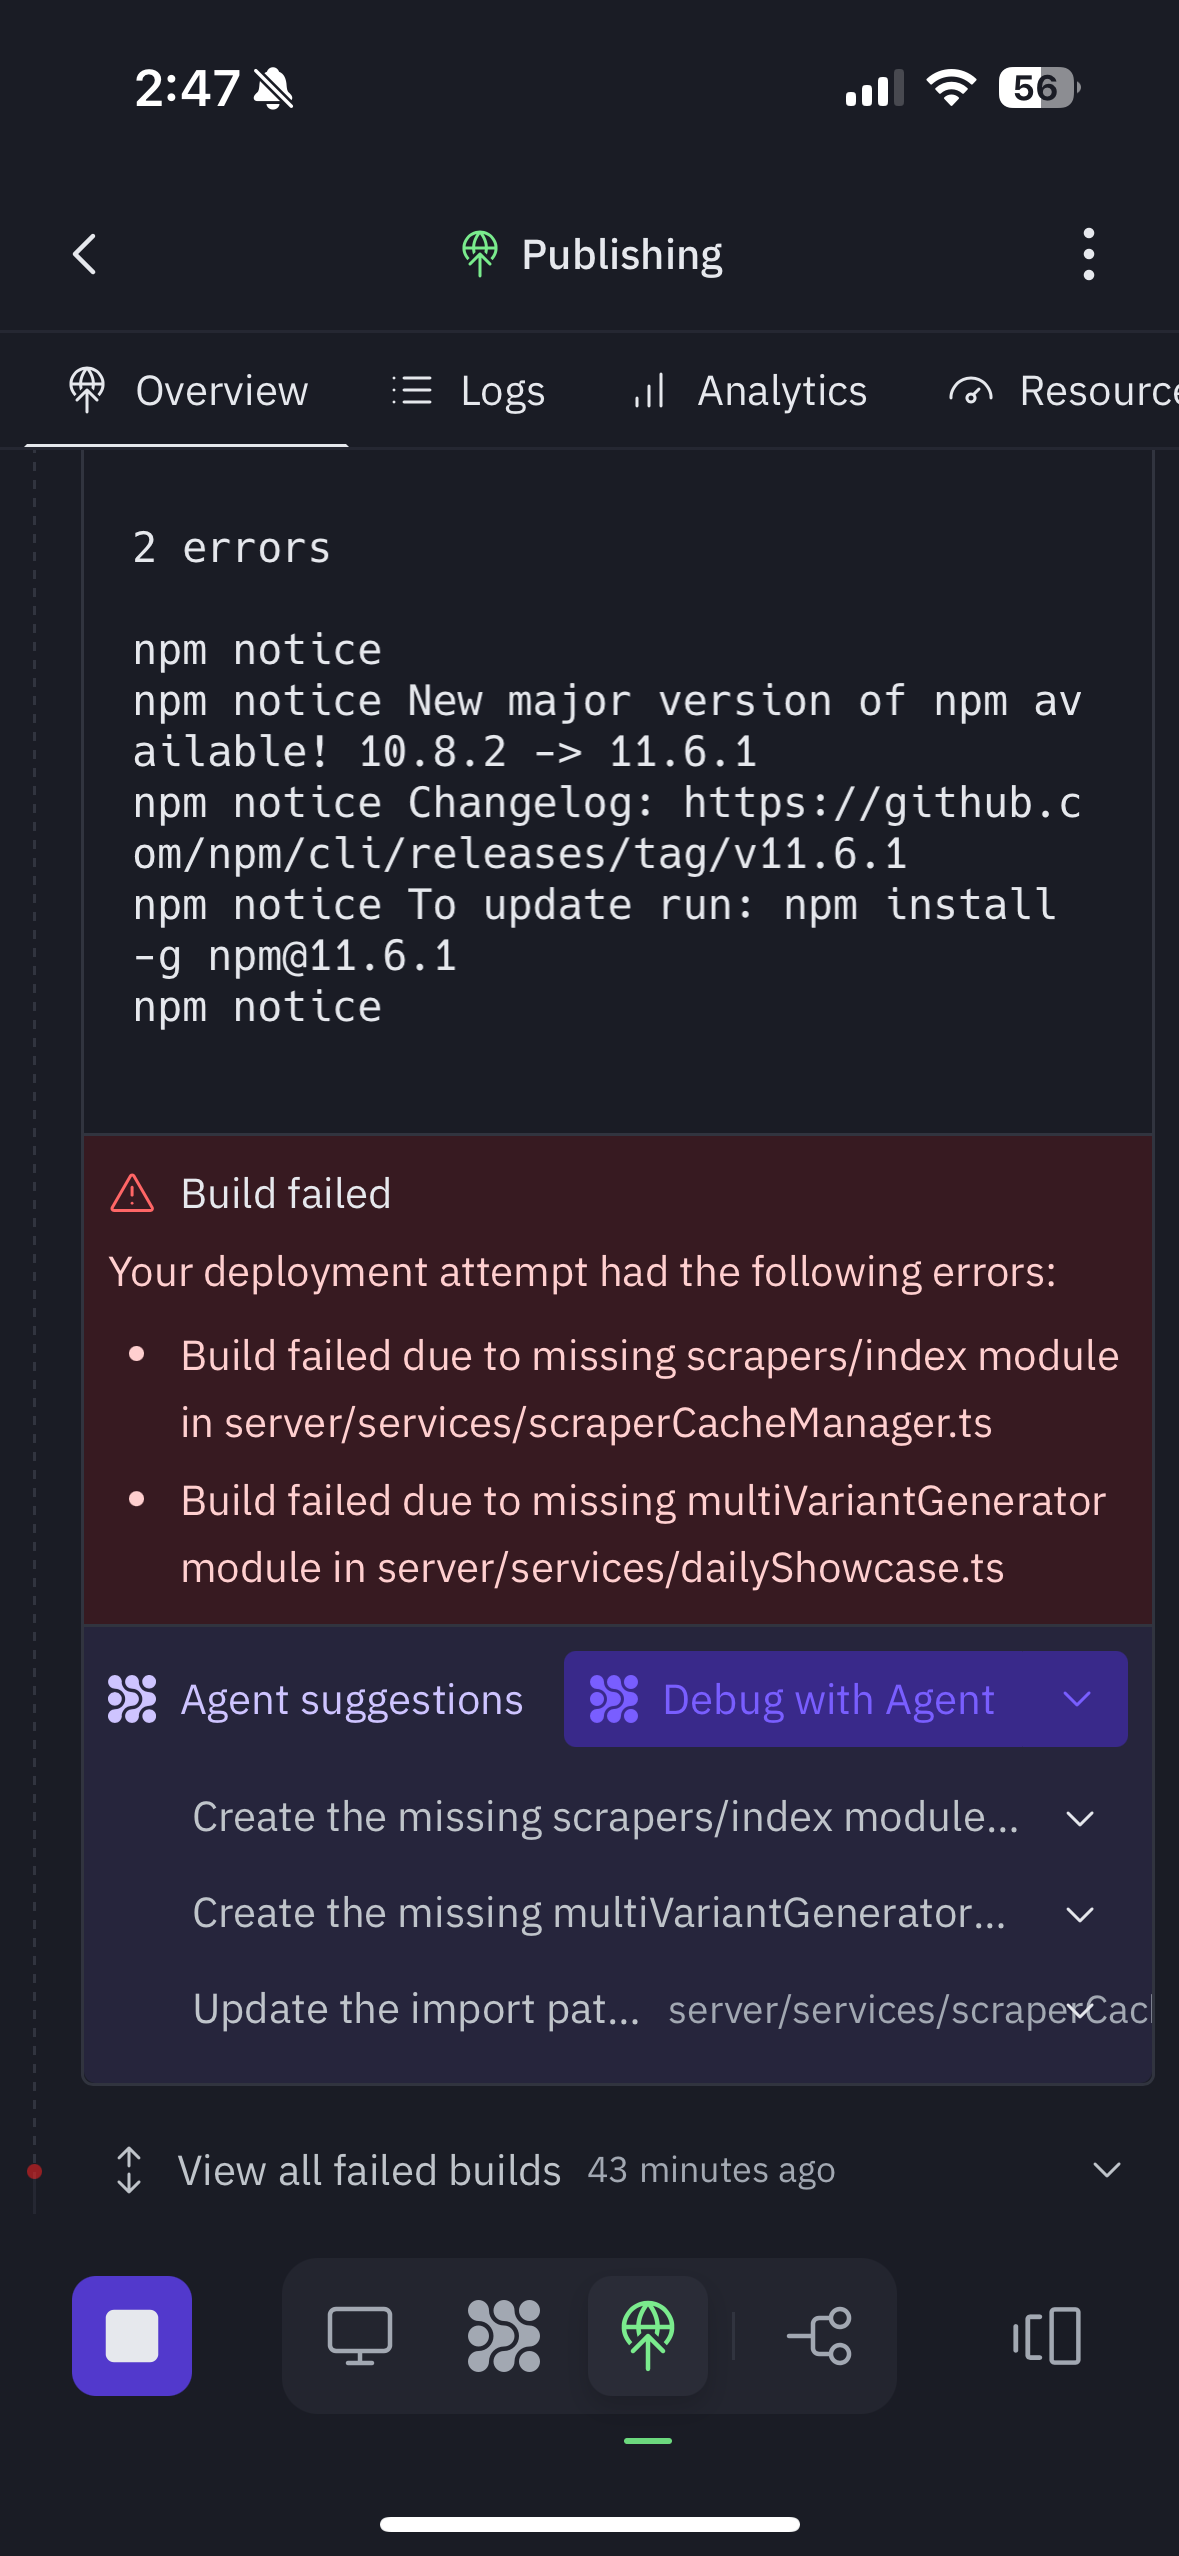 2:47
56
Publishing
Overview
Logs
Analytics
Resource
2 errors
npm notice
npm notice New major version of npm av
ailable! 10.8.2 -> 11.6.1
npm notice Changelog: https://github.c
om/npm/cli/releases/tag/v11.6.1
npm notice To update run: npm install
-g npm@11.6.1
npm notice
Build failed
Your deployment attempt had the following errors:
• Build failed due to missing scrapers/index module
in server/services/scraperCacheManager.ts
• Build failed due to missing multiVariantGenerator
module in server/services/dailyShowcase.ts
Agent suggestions
Debug with Agent
Create the missing scrapers/index module...
Create the missing multiVariantGenerator...
Update the import pat... server/services/scraperCac
View all failed builds 43 minutes ago